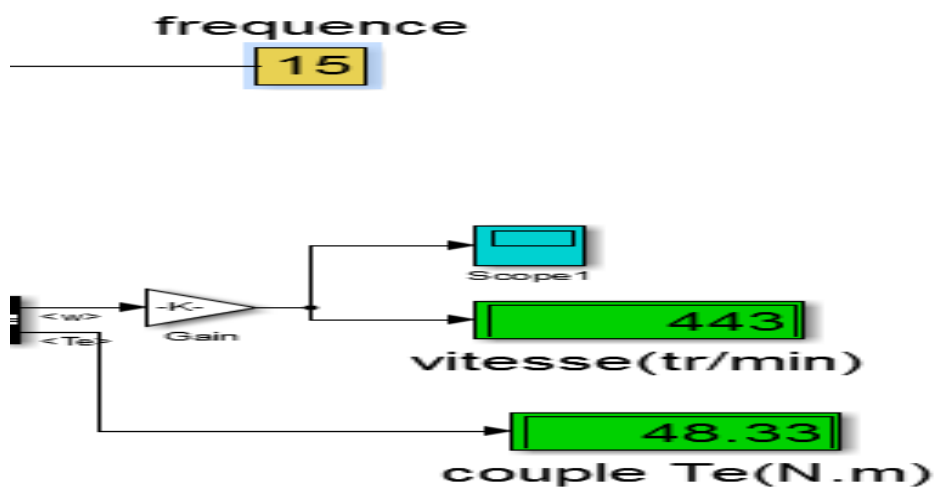 frequence
15
Scope1
<w>
-K-
443
<Te>
Gain
vitesse(tr/min)
48.33
couple Te(N.m)